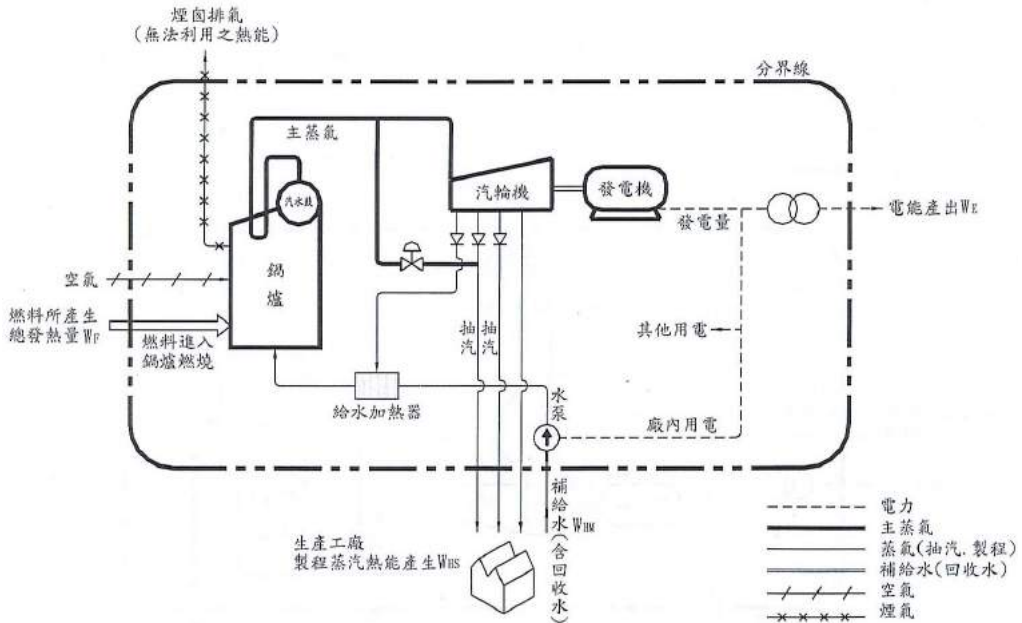 煙囪排氣
(無法利用之熱能)
分界線
主蒸氣
汽水鼓
汽輪機
發電機
發電量
電能產出WE
鍋爐
空氣
燃料所產生
總發熱量WF
燃料進入
鍋爐燃燒
抽汽
抽汽
其他用電
給水加熱器
水泵
廠內用電
補給水(含回收水)
WHM
生產工廠
製程蒸汽熱能產生WHS
電力
主蒸氣
蒸氣(抽汽.製程)
補給水(回收水)
空氣
煙氣